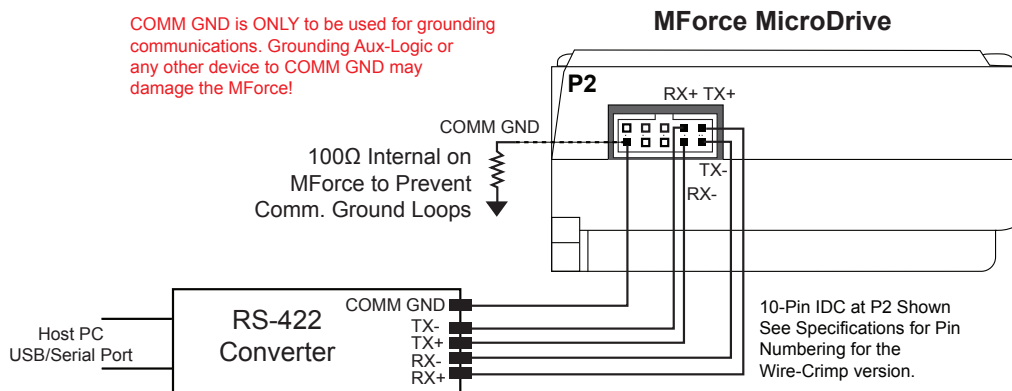 COMM GND is ONLY to be used for grounding
communications. Grounding Aux-Logic or
any other device to COMM GND may
damage the MForce!
MForce MicroDrive
P2
RX+ TX+
COMM GND
100Ω Internal on
MForce to Prevent
Comm. Ground Loops
TX-
RX-
COMM GND
TX-
TX+
RX-
RX+
RS-422
Converter
Host PC
USB/Serial Port
10-Pin IDC at P2 Shown
See Specifications for Pin
Numbering for the
Wire-Crimp version.